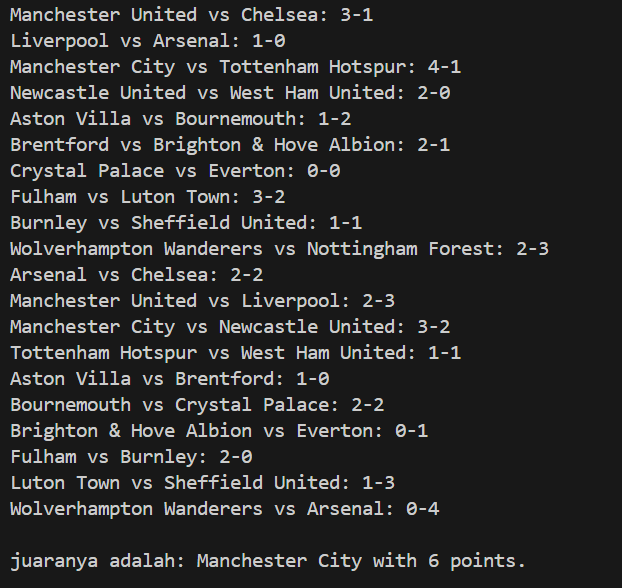 Manchester United vs Chelsea: 3-1
Liverpool vs Arsenal: 1-0
Manchester City vs Tottenham Hotspur: 4-1
Newcastle United vs West Ham United: 2-0
Aston Villa vs Bournemouth: 1-2
Brentford vs Brighton & Hove Albion: 2-1
Crystal Palace vs Everton: 0-0
Fulham vs Luton Town: 3-2
Burnley vs Sheffield United: 1-1
Wolverhampton Wanderers vs Nottingham Forest: 2-3
Arsenal vs Chelsea: 2-2
Manchester United vs Liverpool: 2-3
Manchester City vs Newcastle United: 3-2
Tottenham Hotspur vs West Ham United: 1-1
Aston Villa vs Brentford: 1-0
Bournemouth vs Crystal Palace: 2-2
Brighton & Hove Albion vs Everton: 0-1
Fulham vs Burnley: 2-0
Luton Town vs Sheffield United: 1-3
Wolverhampton Wanderers vs Arsenal: 0-4
juaranya adalah: Manchester City with 6 points.